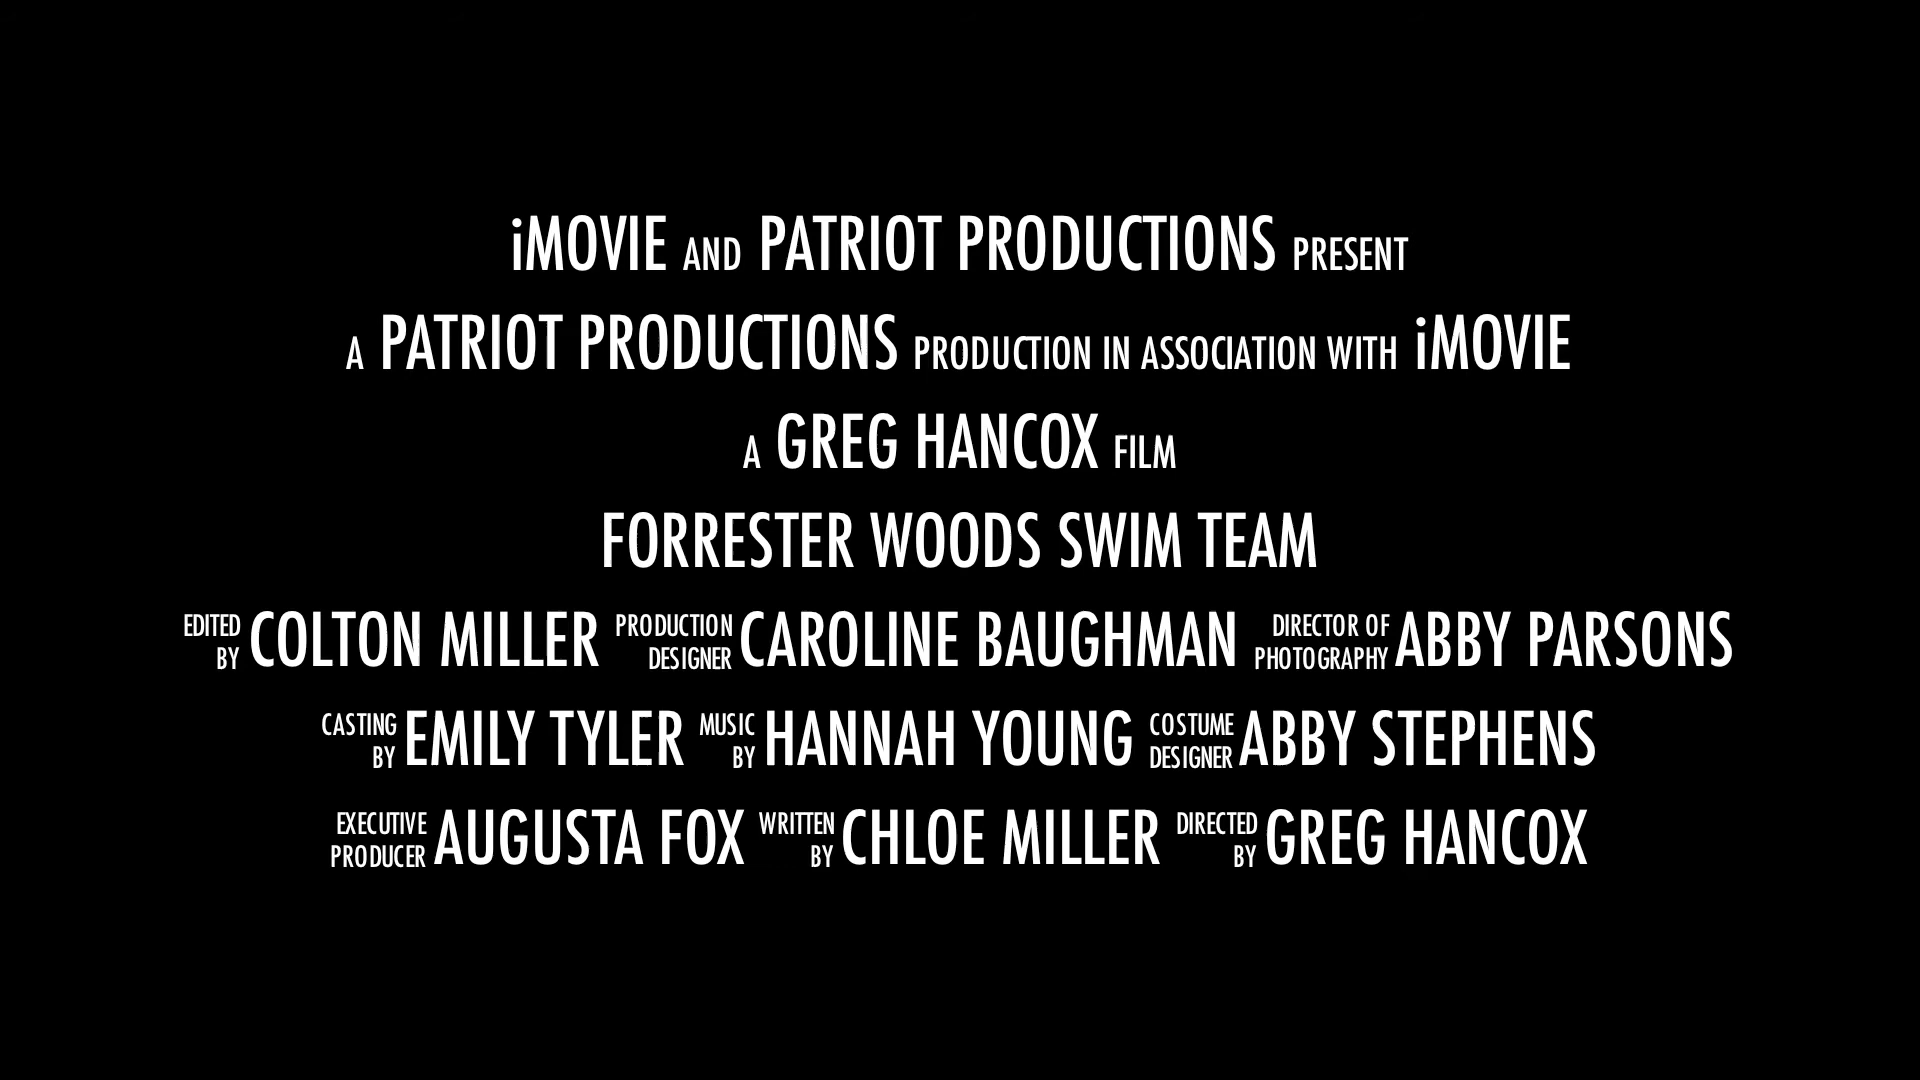 iMOVIE AND PATRIOT PRODUCTIONS PRESENT
A PATRIOT PRODUCTIONS PRODUCTION IN ASSOCIATION WITH iMOVIE
A GREG HANCOX FILM
FORRESTER WOODS SWIM TEAM
EDITED BY COLTON MILLER PRODUCTION DESIGNER CAROLINE BAUGHMAN DIRECTOR OF PHOTOGRAPHY ABBY PARSONS
CASTING BY EMILY TYLER MUSIC BY HANNAH YOUNG COSTUME DESIGNER ABBY STEPHENS
EXECUTIVE PRODUCER AUGUSTA FOX WRITTEN BY CHLOE MILLER DIRECTED BY GREG HANCOX